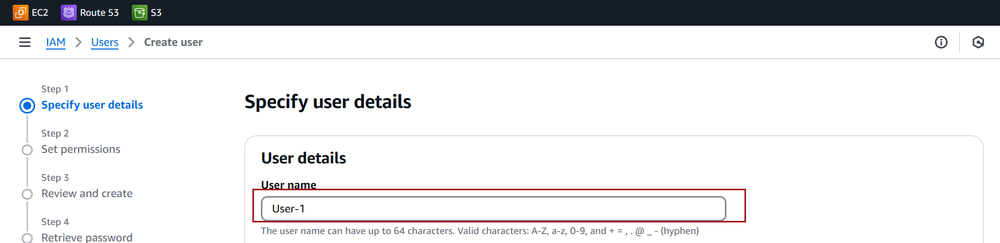 EC2 Route 53 S3
IAM Users Create user
Step 1
Specify user details
Step 2
Set permissions
Step 3
Review and create
Step 4
Retrieve password
Specify user details
User details
User name
User-1
The user name can have up to 64 characters. Valid characters: A-Z, a-z, 0-9, and + = , . @ _ - (hyphen)